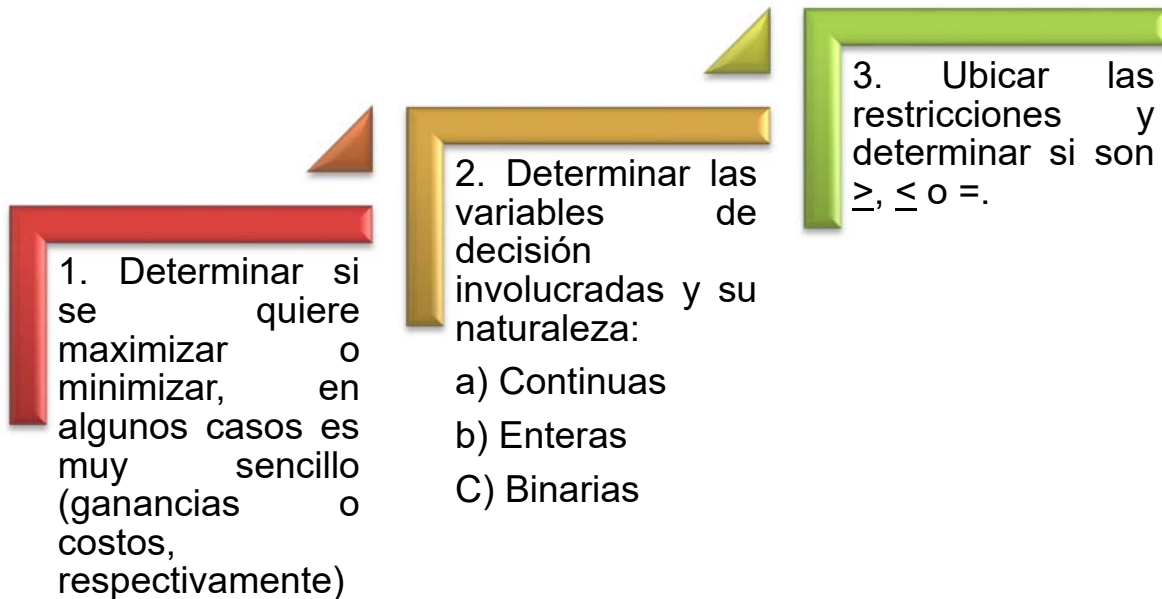 1. Determinar si
se quiere
maximizar o
minimizar, en
algunos casos es
muy sencillo
(ganancias o
costos,
respectivamente)
2. Determinar las
variables de
decisión
involucradas y su
naturaleza:
a) Continuas
b) Enteras
C) Binarias
3. Ubicar las
restricciones y
determinar si son
≥, ≤ o =.